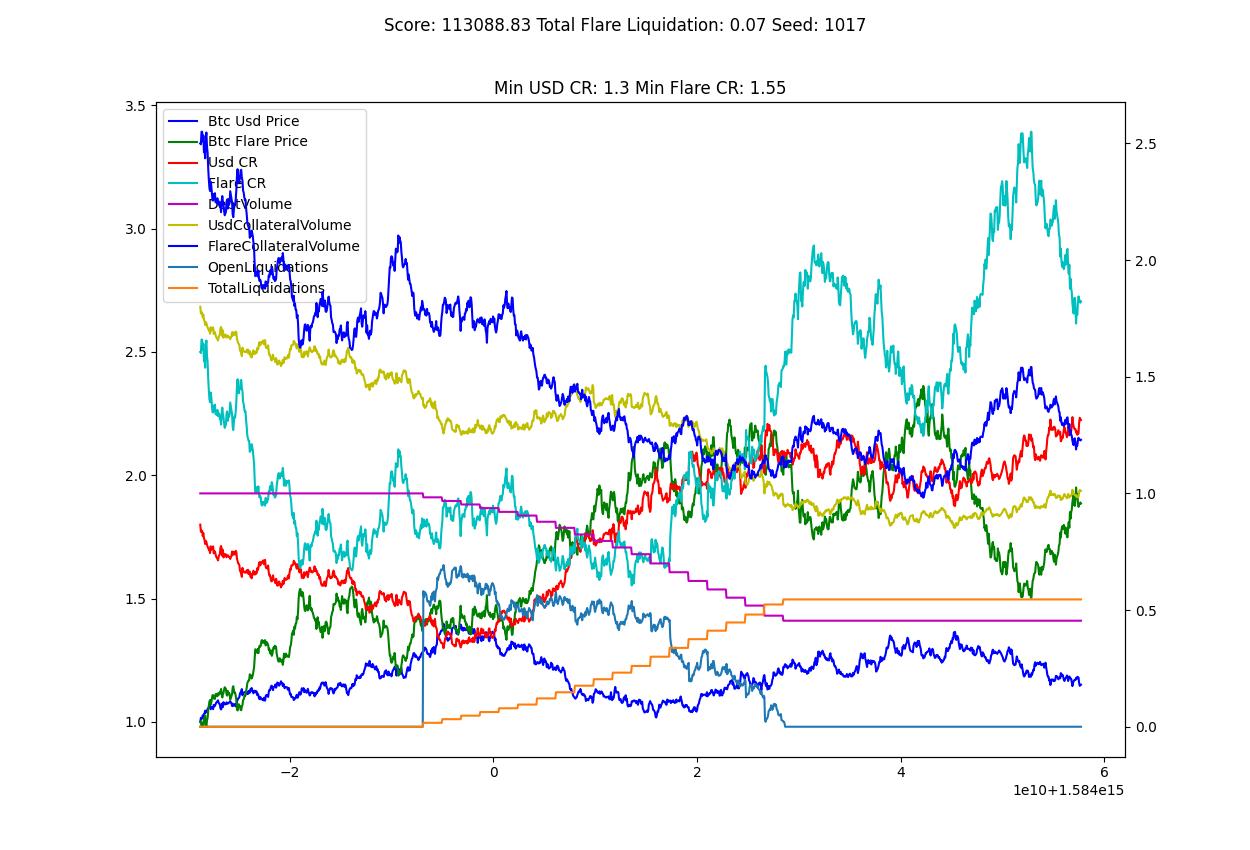 Score: 113088.83 Total Flare Liquidation: 0.07 Seed: 1017
Min USD CR: 1.3 Min Flare CR: 1.55
Btc Usd Price
Btc Flare Price
Usd CR
Flare CR
DebtVolume
UsdCollateralVolume
FlareCollateralVolume
OpenLiquidations
TotalLiquidations
3.5
3.0
2.5
2.0
1.5
1.0
2.5
2.0
1.5
1.0
0.5
0.0
−2
0
2
4
6
1e10+1.584e15